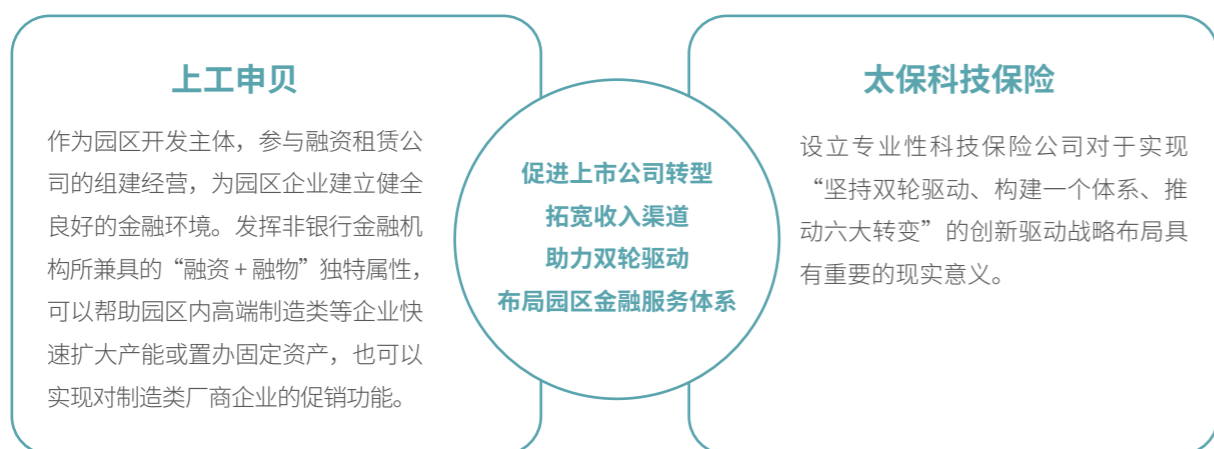 上工申贝
作为园区开发主体，参与融资租赁公
司的组建经营，为园区企业建立健全
良好的金融环境。发挥非银行金融机
构所兼具的“融资 + 融物”独特属性，
可以帮助园区内高端制造类等企业快
速扩大产能或置办固定资产，也可以
实现对制造类厂商企业的促销功能。
促进上市公司转型
拓宽收入渠道
助力双轮驱动
布局园区金融服务体系
太保科技保险
设立专业性科技保险公司对于实现
“坚持双轮驱动、构建一个体系、推
动六大转变”的创新驱动战略布局具
有重要的现实意义。